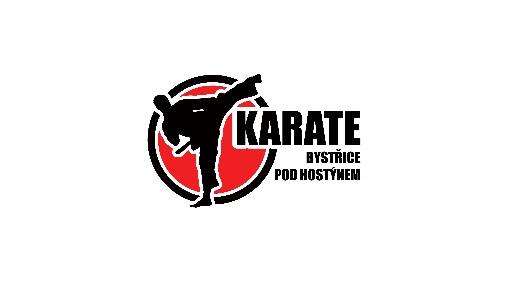 KARATE
BYSTŘICE
POD HOSTÝNEM